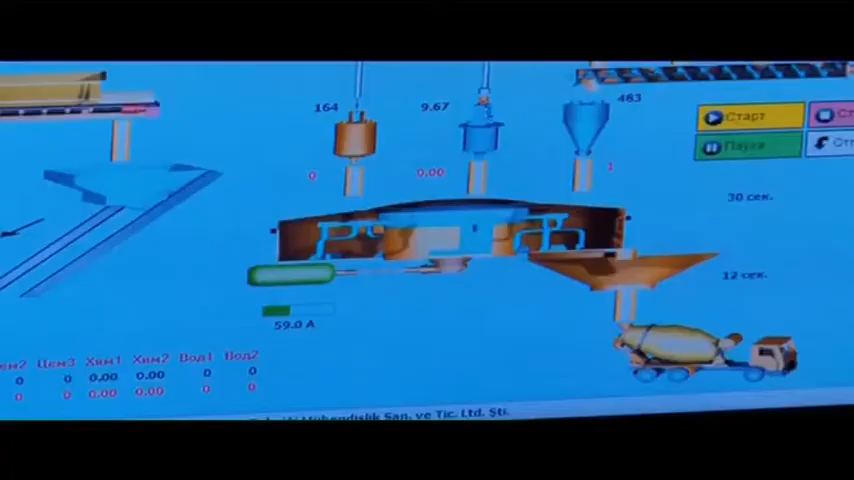 164
9.67
483
Старт
Пауза
0
0.00
1
30 сек.
12 сек.
59.0 A
Цем3 Хим1 Хим2 Вод1 Вод2
0 0 0.00 0.00 0 0
0 0 0.00 0.00 0 0
Mühendislik San. ve Tic. Ltd. Şti.